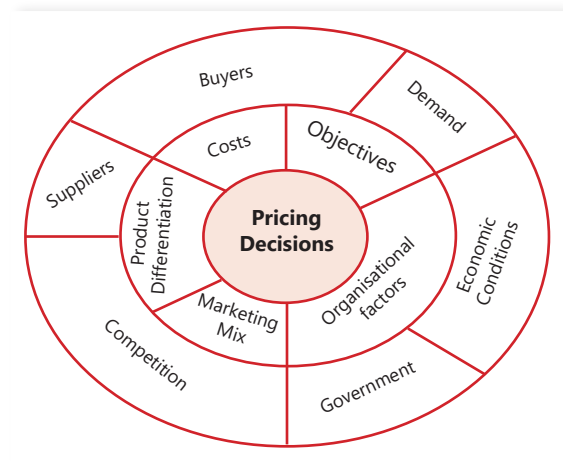 Buyers
Demand
Costs
Objectives
Suppliers
Product
Differentiation
Pricing
Decisions
Economic
Conditions
Organisational
factors
Marketing
Mix
Competition
Government